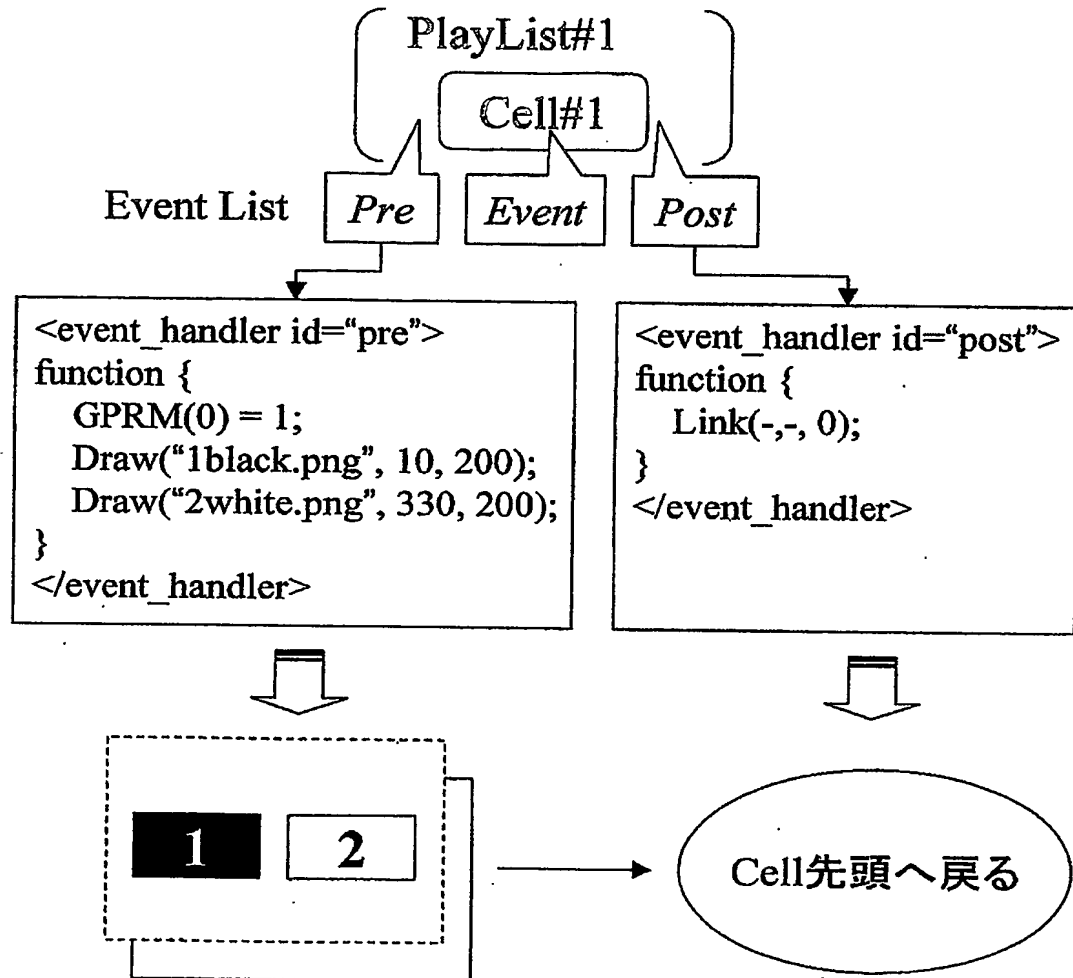 PlayList#1
Cell#1
Event List
Pre
Event
Post
<event_handler id=“pre”>
function {
GPRM(0) = 1;
Draw(“1black.png”, 10, 200);
Draw(“2white.png”, 330, 200);
}
</event_handler>
<event_handler id=“post”>
function {
Link(-,-, 0);
}
</event_handler>
1
2
Cell先頭へ戻る